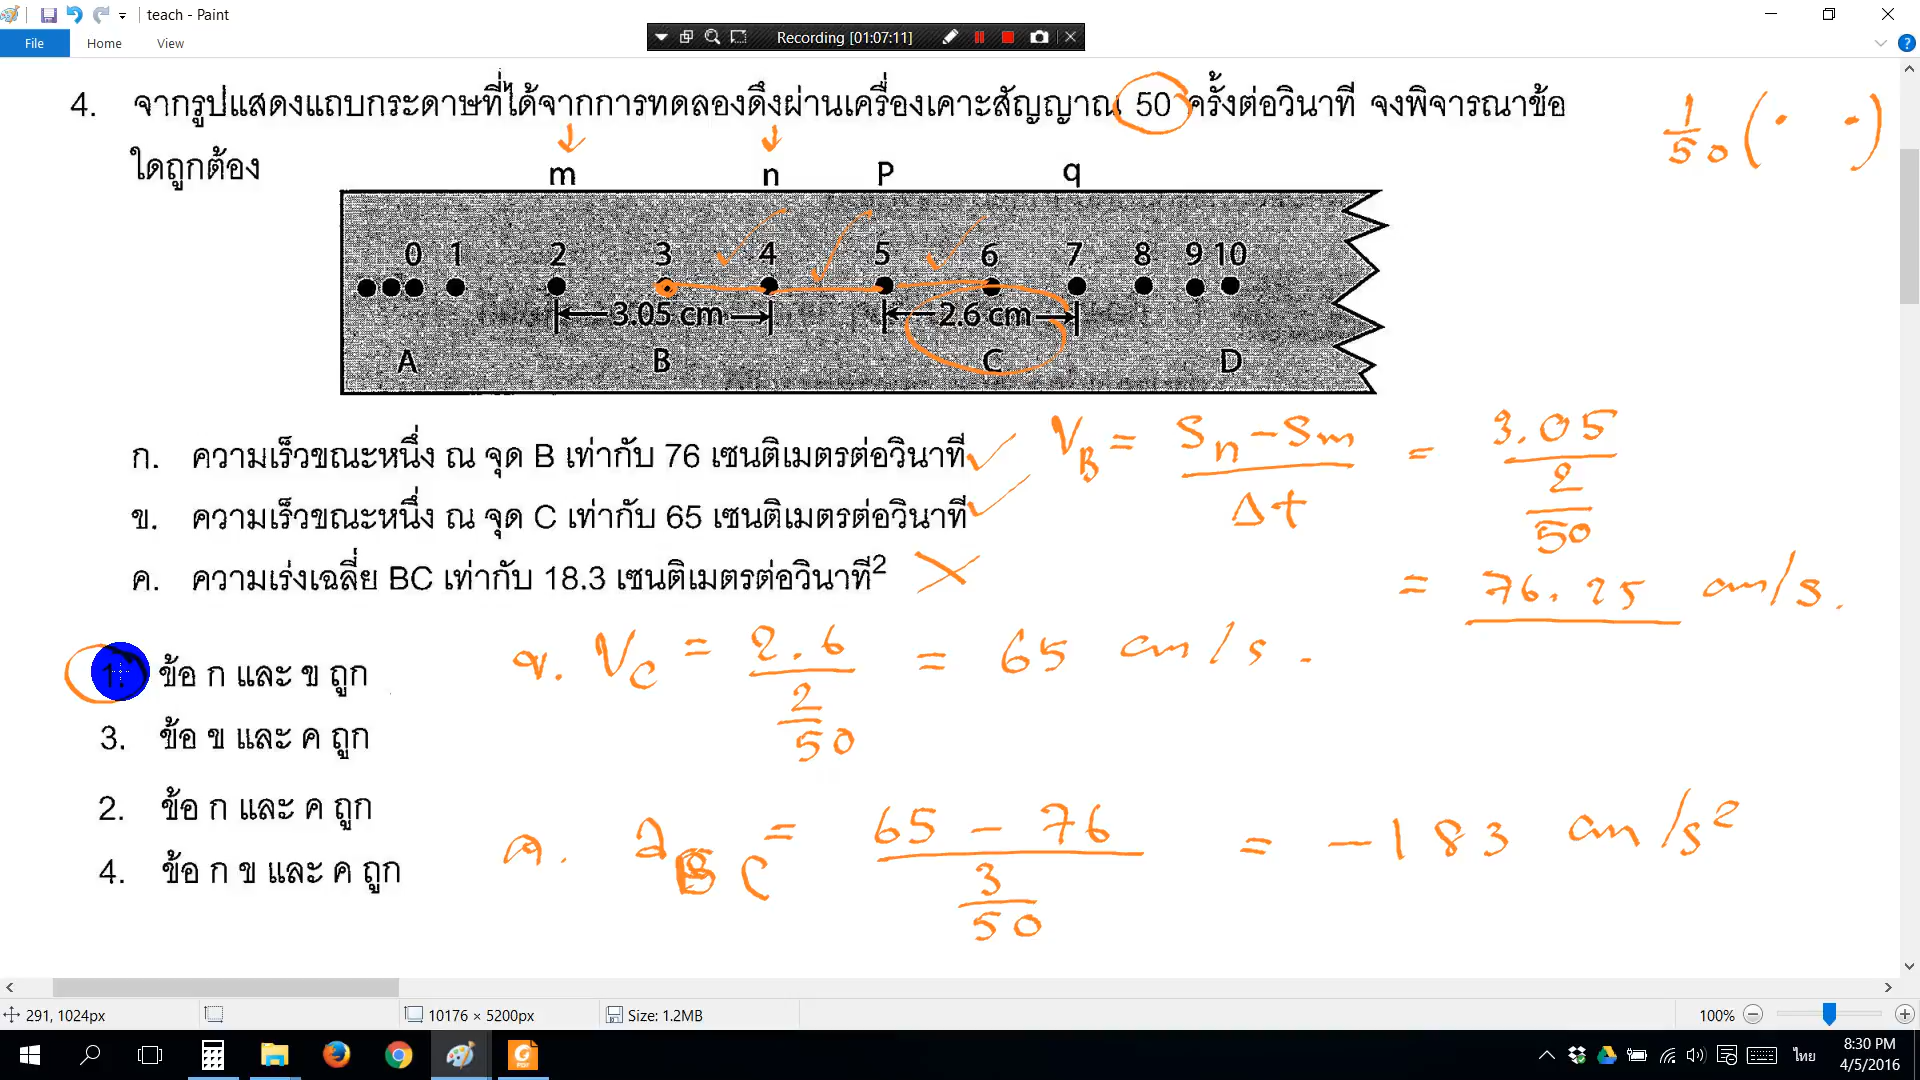 teach - Paint
File Home View
Recording [01:07:11]
4. จากรูปแสดงแถบกระดาษที่ได้จากการทดลองดึงผ่านเครื่องเคาะสัญญาณ 50 ครั้งต่อวินาที จงพิจารณาข้อ
ใดถูกต้อง
1/50 ( . . )
m n P q
0 1 2 3 4 5 6 7 8 9 10
3.05 cm 2.6 cm
A B C D
ก. ความเร็วขณะหนึ่ง ณ จุด B เท่ากับ 76 เซนติเมตรต่อวินาที
ข. ความเร็วขณะหนึ่ง ณ จุด C เท่ากับ 65 เซนติเมตรต่อวินาที
ค. ความเร่งเฉลี่ย BC เท่ากับ 18.3 เซนติเมตรต่อวินาที²
V_B = (S_n - S_m)/Δt = 3.05/(2/50)
= 76.25 cm/s.
ข. V_C = 2.6/(2/50) = 65 cm/s.
ค. a_BC = (65 - 76)/(3/50) = -183 cm/s²
1. ข้อ ก และ ข ถูก
3. ข้อ ข และ ค ถูก
2. ข้อ ก และ ค ถูก
4. ข้อ ก ข และ ค ถูก
291, 1024px 10176 × 5200px Size: 1.2MB 100%
ไทย 8:30 PM
4/5/2016